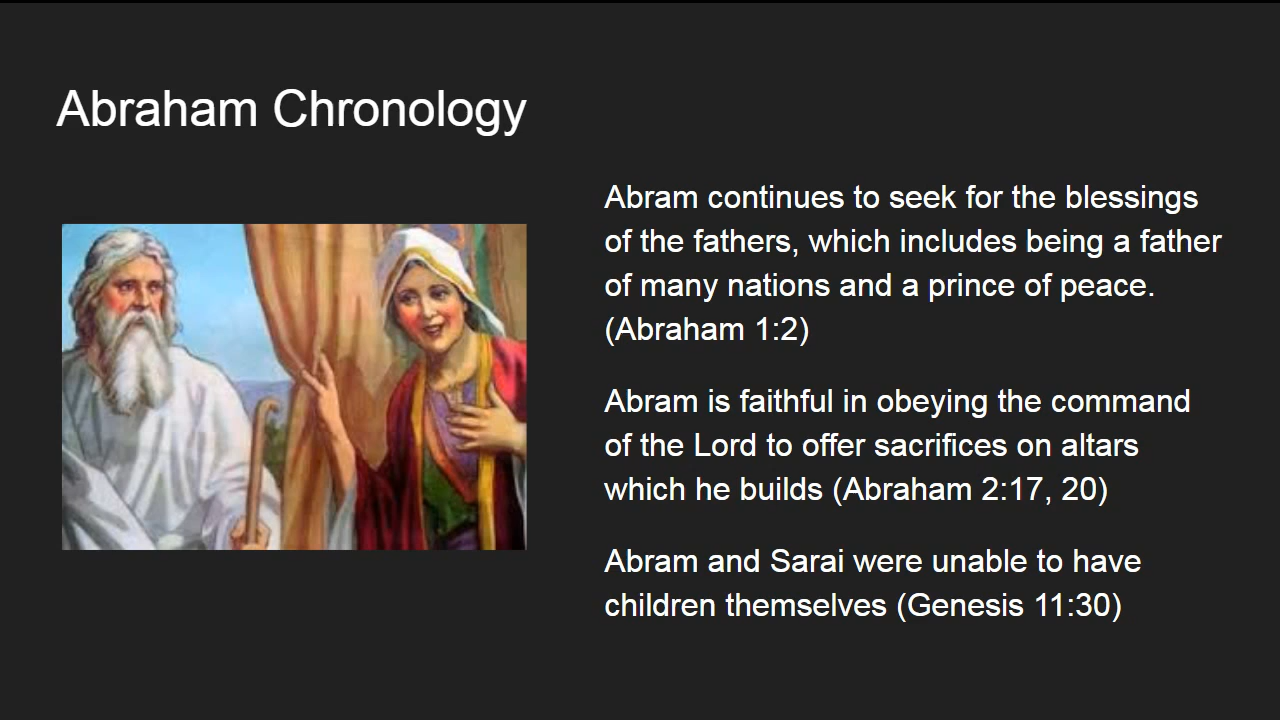 Abraham Chronology
Abram continues to seek for the blessings
of the fathers, which includes being a father
of many nations and a prince of peace.
(Abraham 1:2)
Abram is faithful in obeying the command
of the Lord to offer sacrifices on altars
which he builds (Abraham 2:17, 20)
Abram and Sarai were unable to have
children themselves (Genesis 11:30)